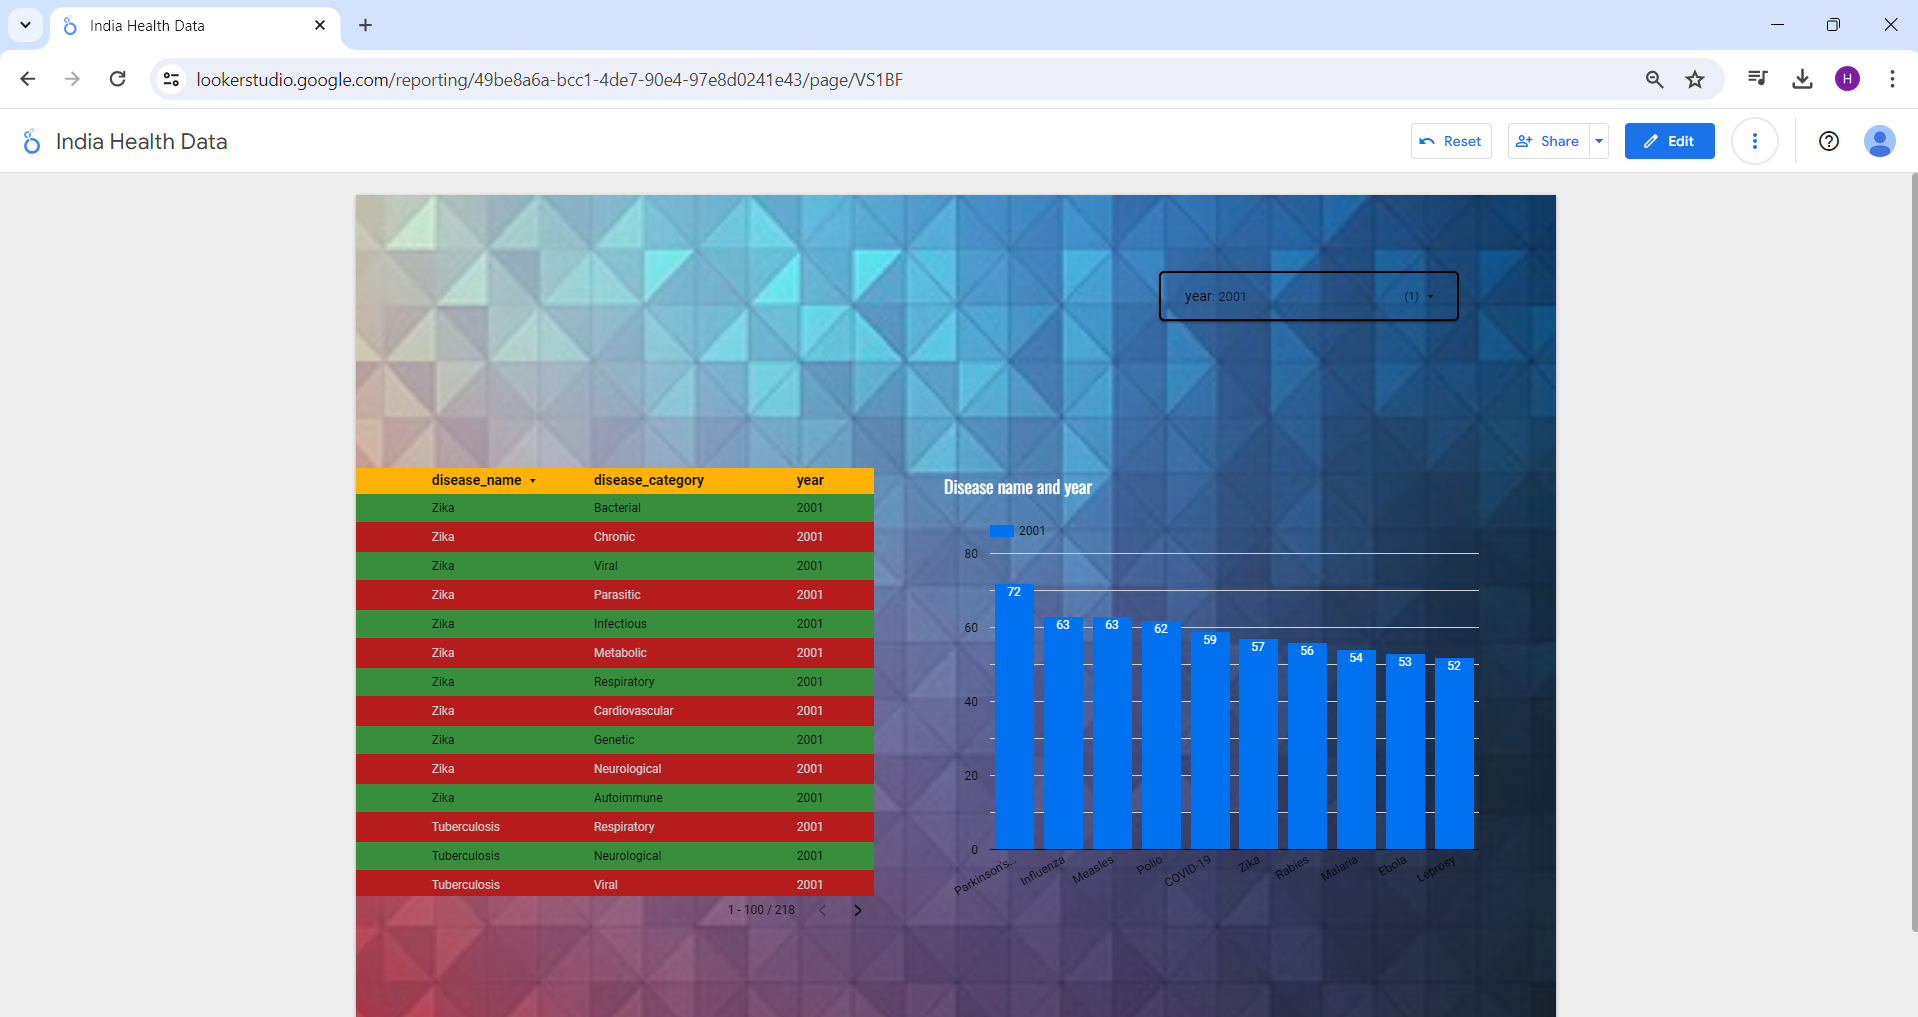 India Health Data
lookerstudio.google.com/reporting/49be8a6a-bcc1-4de7-90e4-97e8d0241e43/page/VS1BF
H
India Health Data
Reset
Share
Edit
year: 2001 (1)
disease_name disease_category year
Zika Bacterial 2001
Zika Chronic 2001
Zika Viral 2001
Zika Parasitic 2001
Zika Infectious 2001
Zika Metabolic 2001
Zika Respiratory 2001
Zika Cardiovascular 2001
Zika Genetic 2001
Zika Neurological 2001
Zika Autoimmune 2001
Tuberculosis Respiratory 2001
Tuberculosis Neurological 2001
Tuberculosis Viral 2001
1 - 100 / 218
Disease name and year
2001
80
60
40
20
0
72 63 63 62 59 57 56 54 53 52
Parkinson's... Influenza Measles Polio COVID-19 Zika Rabies Malaria Ebola Leprosy